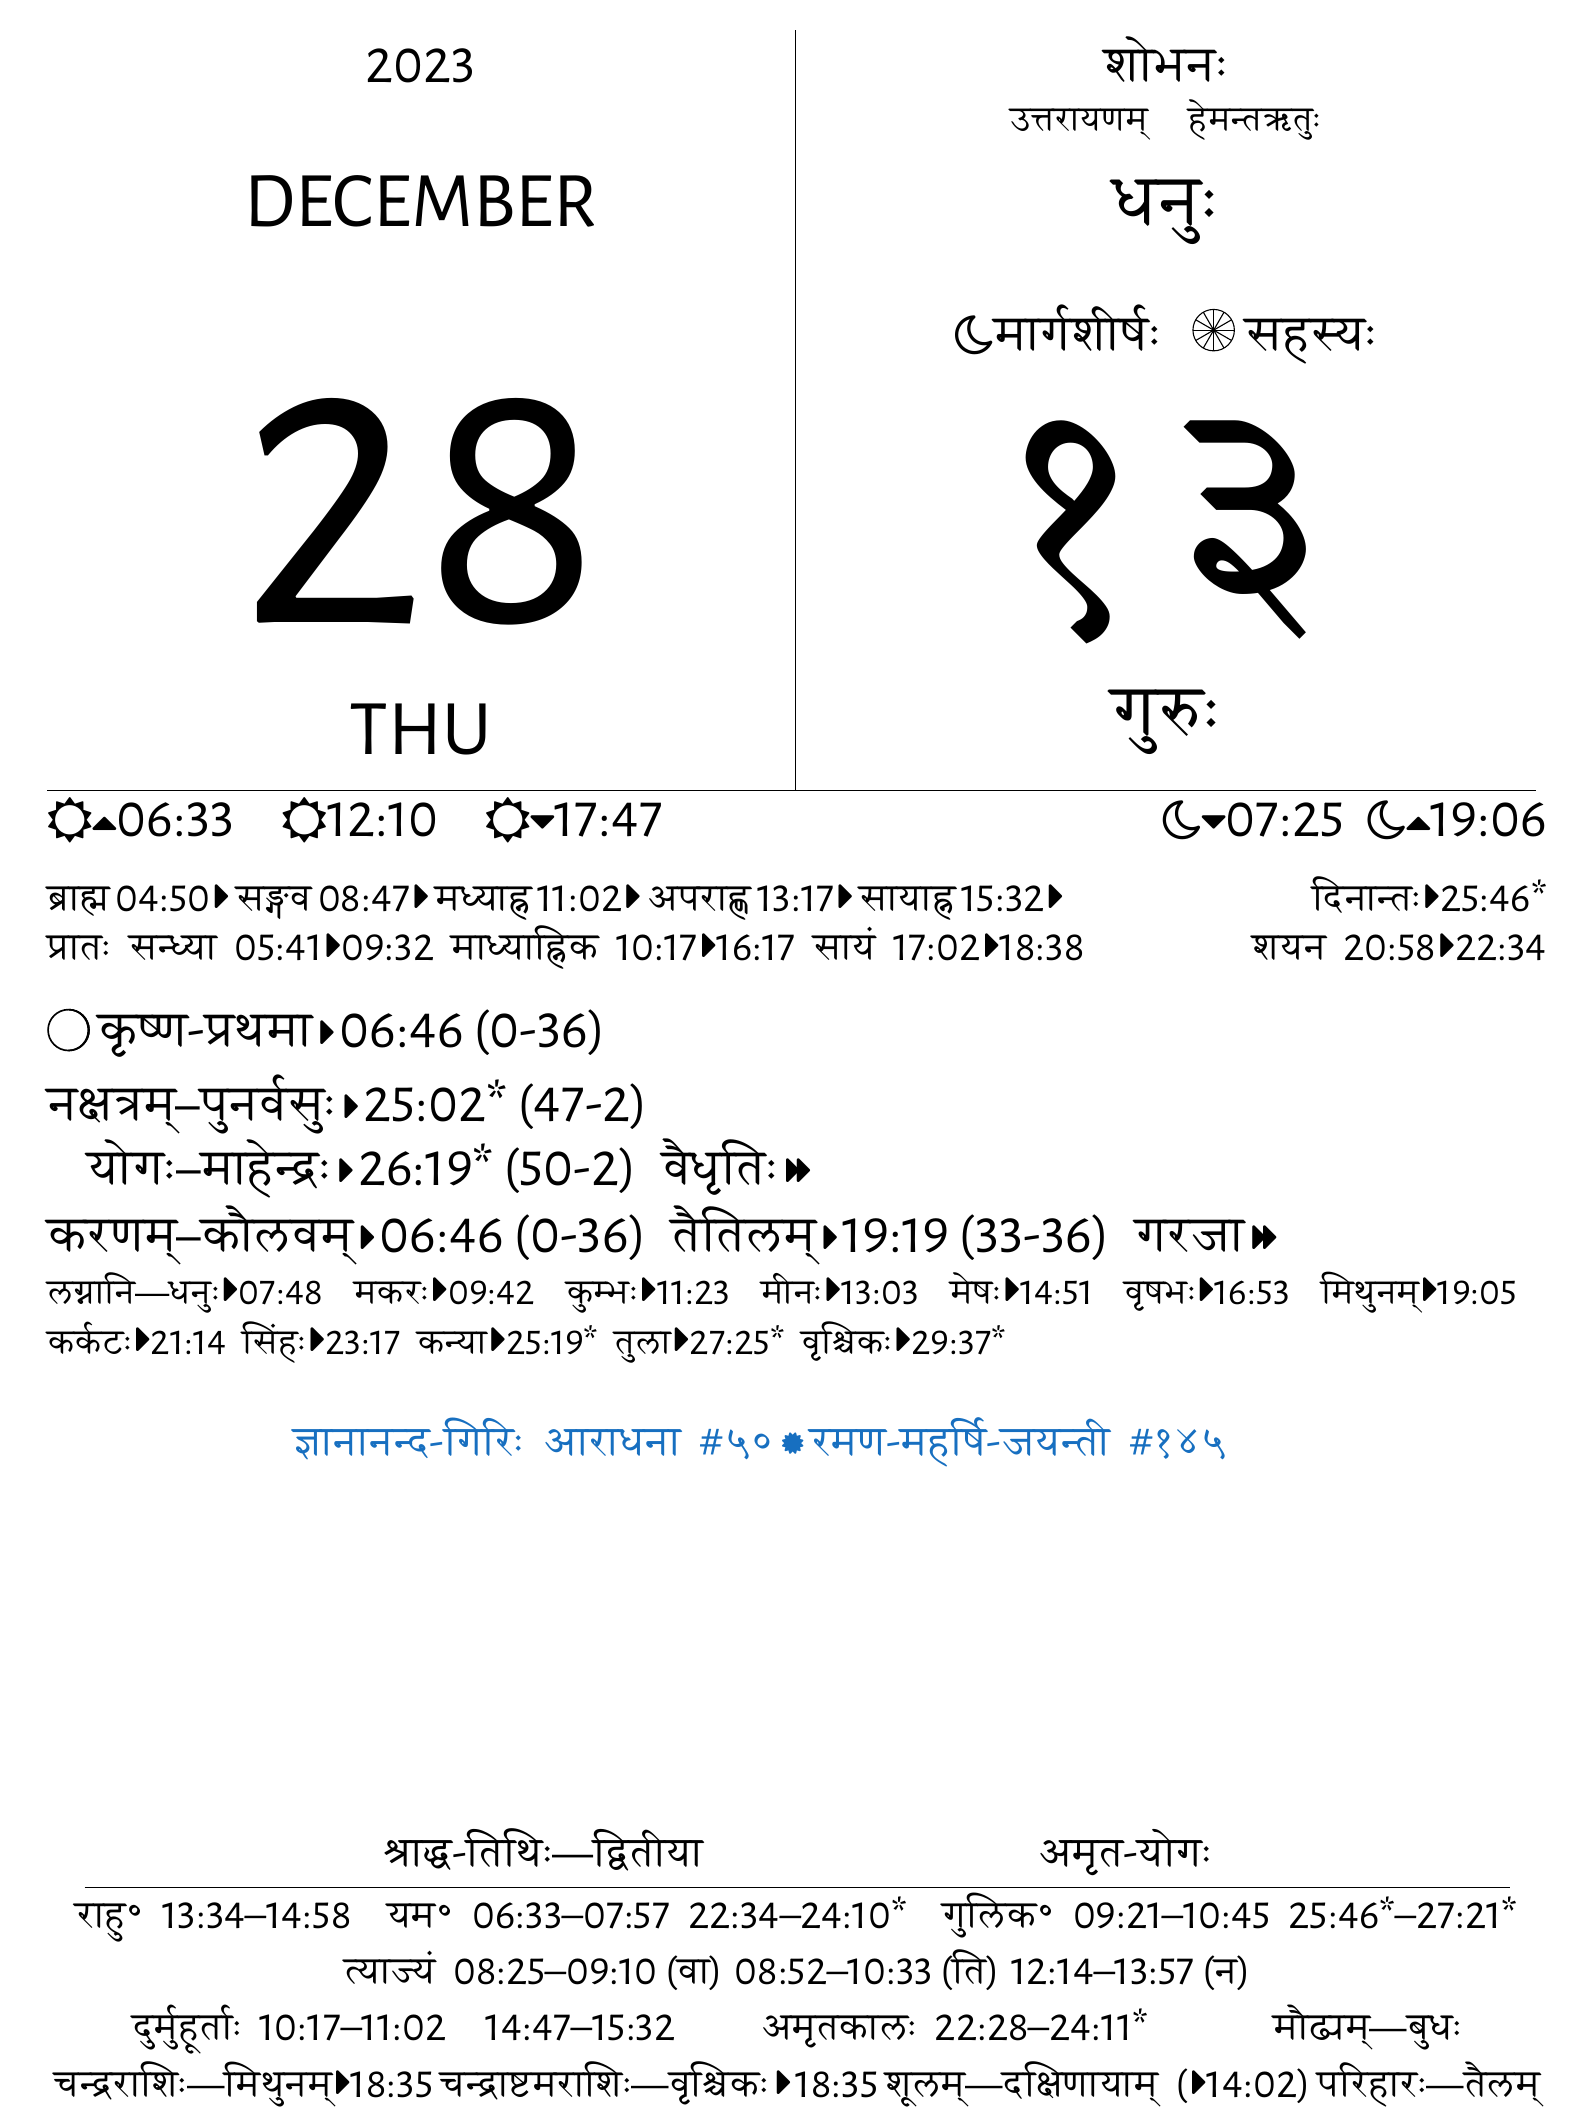 2023
DECEMBER
28
THU
शोभनः
उत्तरायणम् हेमन्तऋतुः
धनुः
मार्गशीर्षः सहस्यः
१३
गुरुः
06:33 12:10 17:47 07:25 19:06
ब्राह्म 04:50 सङ्गव 08:47 मध्याह्न 11:02 अपराह्ण 13:17 सायाह्न 15:32 दिनान्तः 25:46*
प्रातः सन्ध्या 05:41 09:32 माध्याह्निक 10:17 16:17 सायं 17:02 18:38 शयन 20:58 22:34
कृष्ण-प्रथमा 06:46 (0-36)
नक्षत्रम्–पुनर्वसुः 25:02* (47-2)
योगः–माहेन्द्रः 26:19* (50-2) वैधृतिः
करणम्–कौलवम् 06:46 (0-36) तैतिलम् 19:19 (33-36) गरजा
लग्नानि—धनुः 07:48 मकरः 09:42 कुम्भः 11:23 मीनः 13:03 मेषः 14:51 वृषभः 16:53 मिथुनम् 19:05
कर्कटः 21:14 सिंहः 23:17 कन्या 25:19* तुला 27:25* वृश्चिकः 29:37*
ज्ञानानन्द-गिरिः आराधना #५० रमण-महर्षि-जयन्ती #१४५
श्राद्ध-तिथिः—द्वितीया अमृत-योगः
राहु॰ 13:34–14:58 यम॰ 06:33–07:57 22:34–24:10* गुलिक॰ 09:21–10:45 25:46*–27:21*
त्याज्यं 08:25–09:10 (वा) 08:52–10:33 (ति) 12:14–13:57 (न)
दुर्मुहूर्ताः 10:17–11:02 14:47–15:32 अमृतकालः 22:28–24:11* मौढ्यम्—बुधः
चन्द्रराशिः—मिथुनम् 18:35 चन्द्राष्टमराशिः—वृश्चिकः 18:35 शूलम्—दक्षिणायाम् (14:02) परिहारः—तैलम्